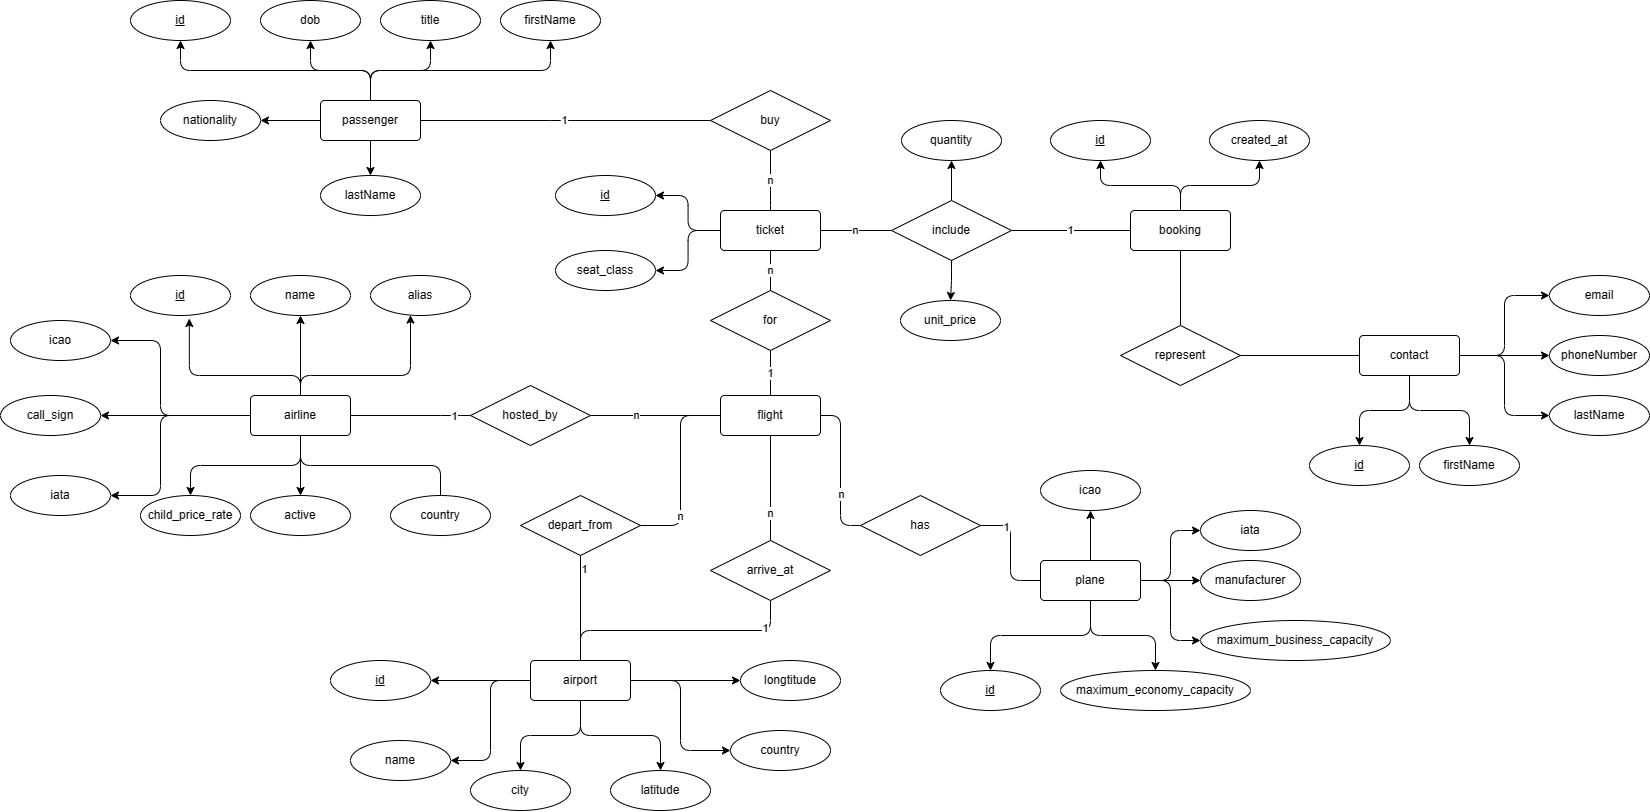 id
dob
title
firstName
nationality
passenger
1
buy
lastName
n
quantity
id
created_at
id
ticket
n
include
1
booking
seat_class
n
id
name
alias
email
icao
for
unit_price
represent
contact
phoneNumber
1
call_sign
airline
1
hosted_by
n
flight
lastName
id
firstName
iata
n
icao
child_price_rate
active
country
depart_from
n
n
has
1
iata
1
arrive_at
plane
manufacturer
1
maximum_business_capacity
id
airport
longtitude
id
maximum_economy_capacity
name
country
city
latitude